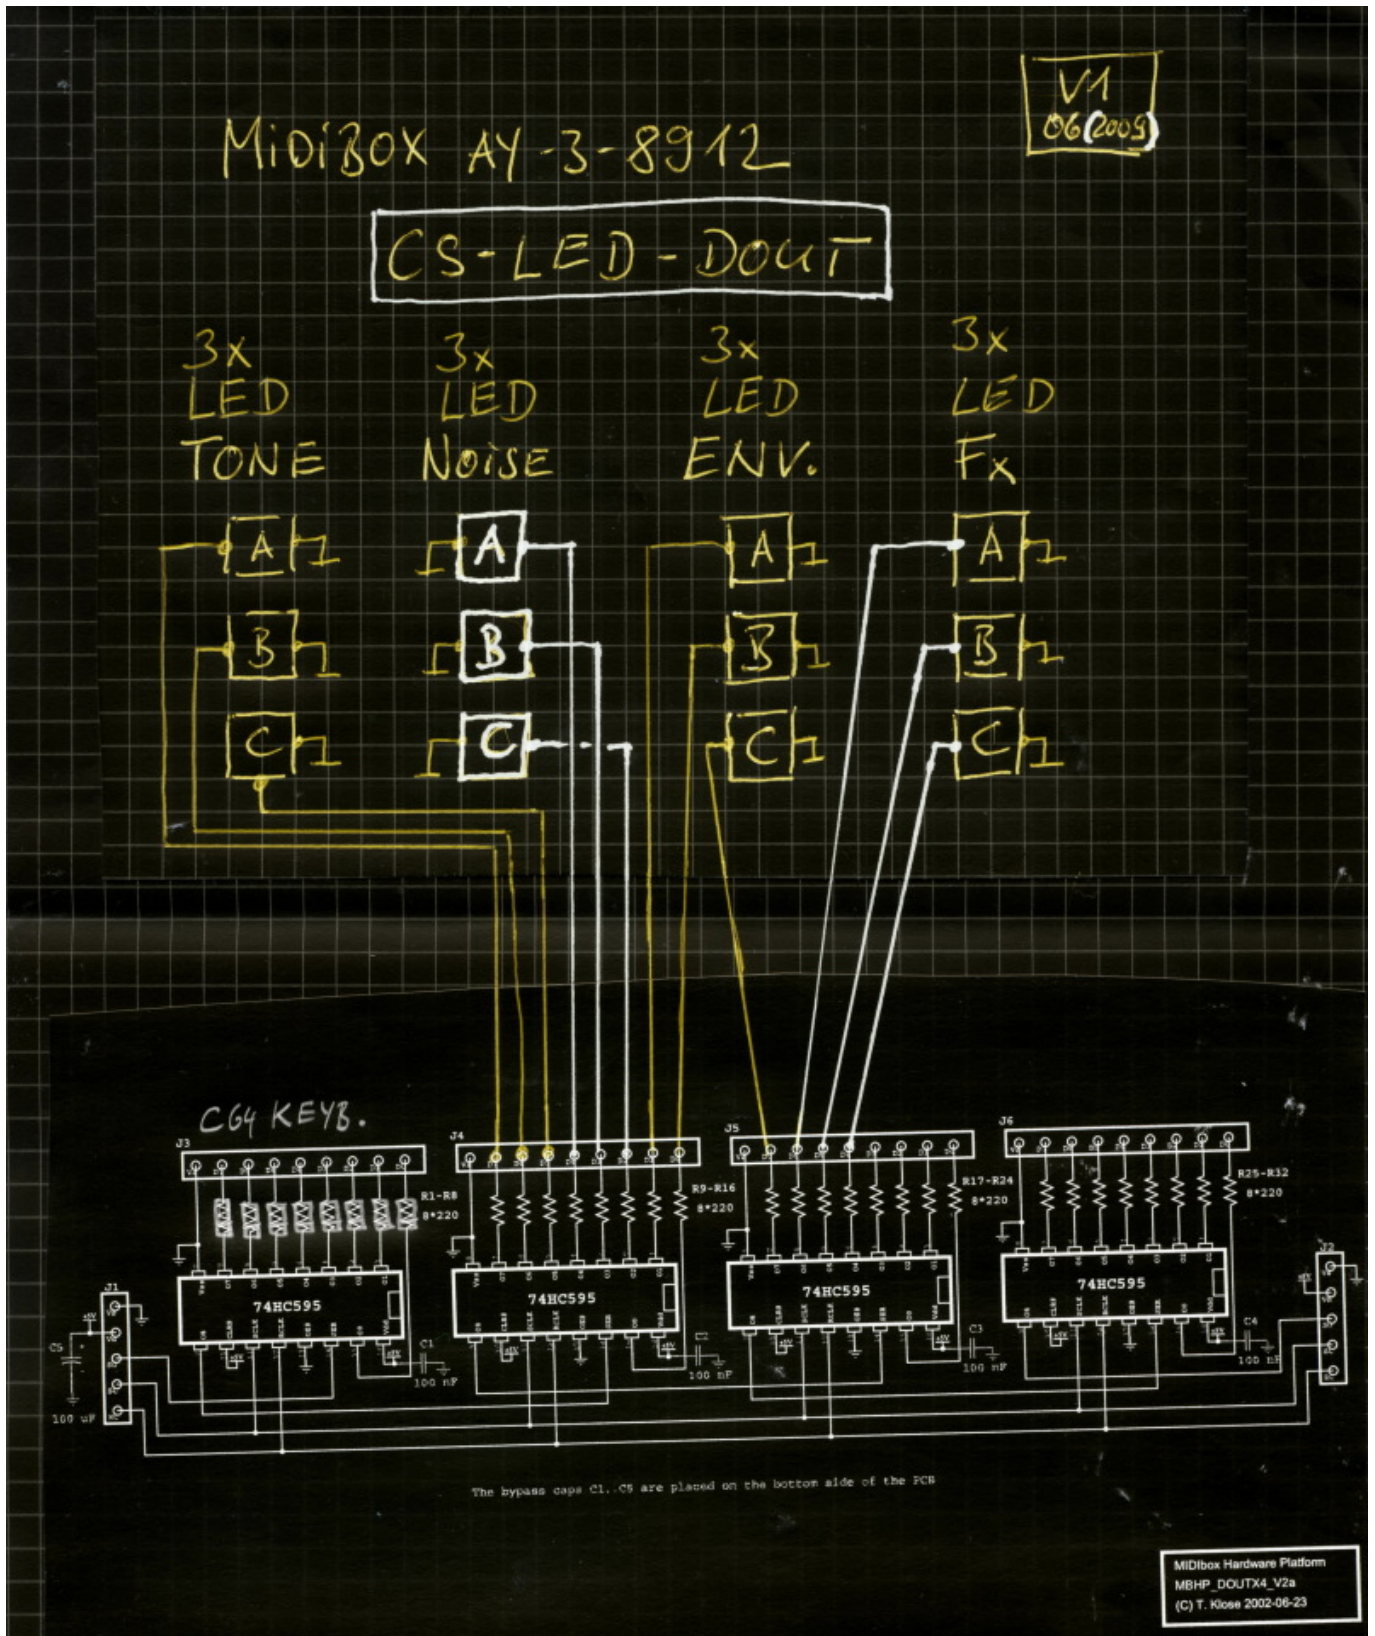 V1
06(2009)
MiDiBOX AY-3-8912
CS-LED-DOUT
3x
LED
TONE
3x
LED
NOiSE
3x
LED
ENV.
3x
LED
Fx
A
A
A
A
B
B
B
B
C
C
C
C
C64 KEYB.
J3
J4
J5
J6
R1-R8
8*220
R9-R16
8*220
R17-R24
8*220
R25-R32
8*220
J1
J2
74HC595
74HC595
74HC595
74HC595
C5
100 uF
C1
100 nF
C2
100 nF
C3
100 nF
C4
100 nF
The bypass caps C1..C5 are placed on the bottom side of the PCB
MIDIbox Hardware Platform
MBHP_DOUTX4_V2a
(C) T. Klose 2002-06-23